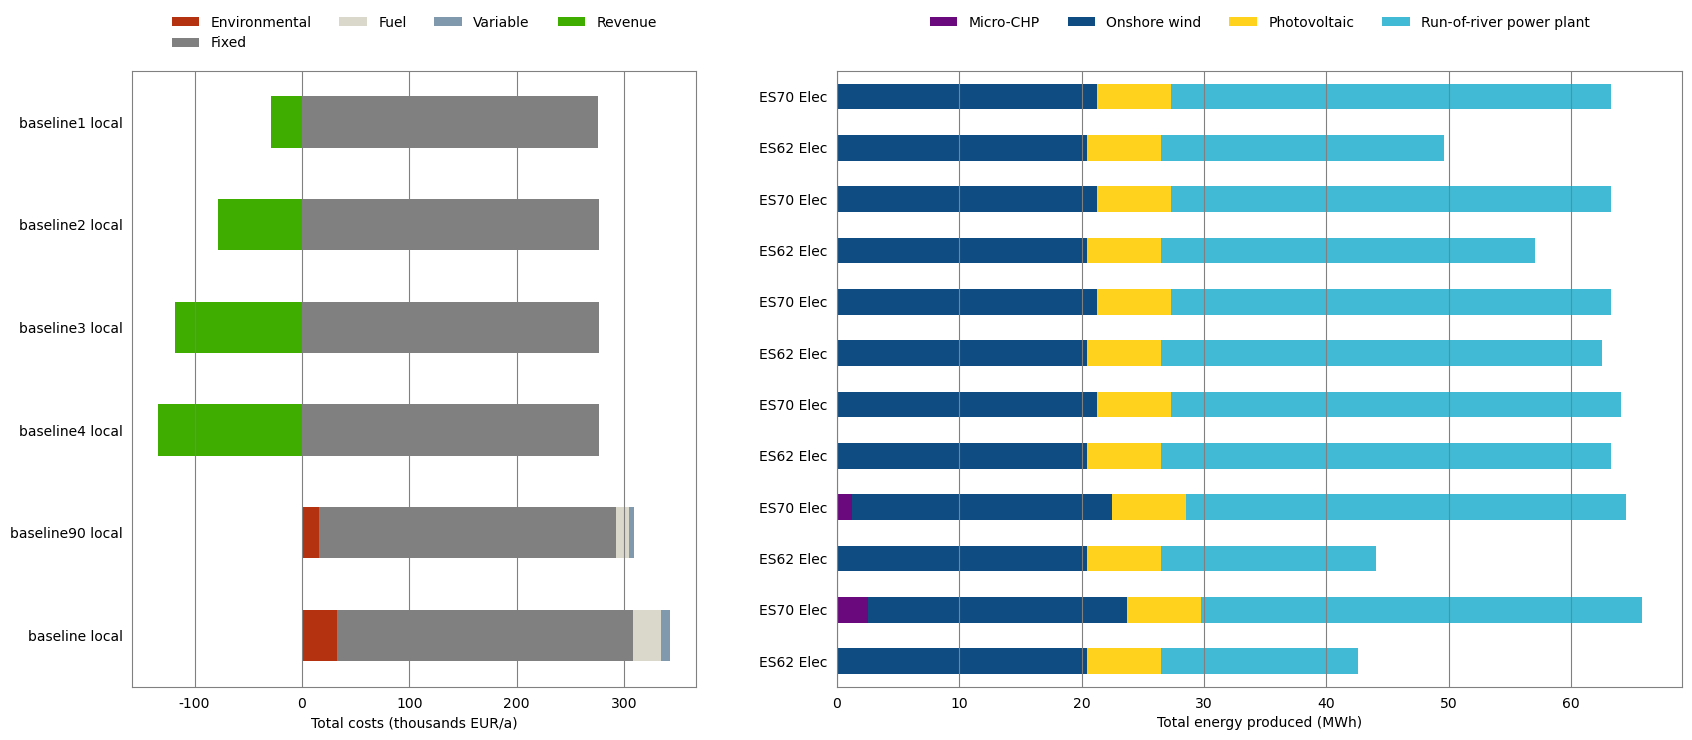 Environmental Fuel Variable Revenue
Fixed
baseline1 local
baseline2 local
baseline3 local
baseline4 local
baseline90 local
baseline local
-100 0 100 200 300
Total costs (thousands EUR/a)
Micro-CHP Onshore wind Photovoltaic Run-of-river power plant
ES70 Elec
ES62 Elec
ES70 Elec
ES62 Elec
ES70 Elec
ES62 Elec
ES70 Elec
ES62 Elec
ES70 Elec
ES62 Elec
ES70 Elec
ES62 Elec
0 10 20 30 40 50 60
Total energy produced (MWh)